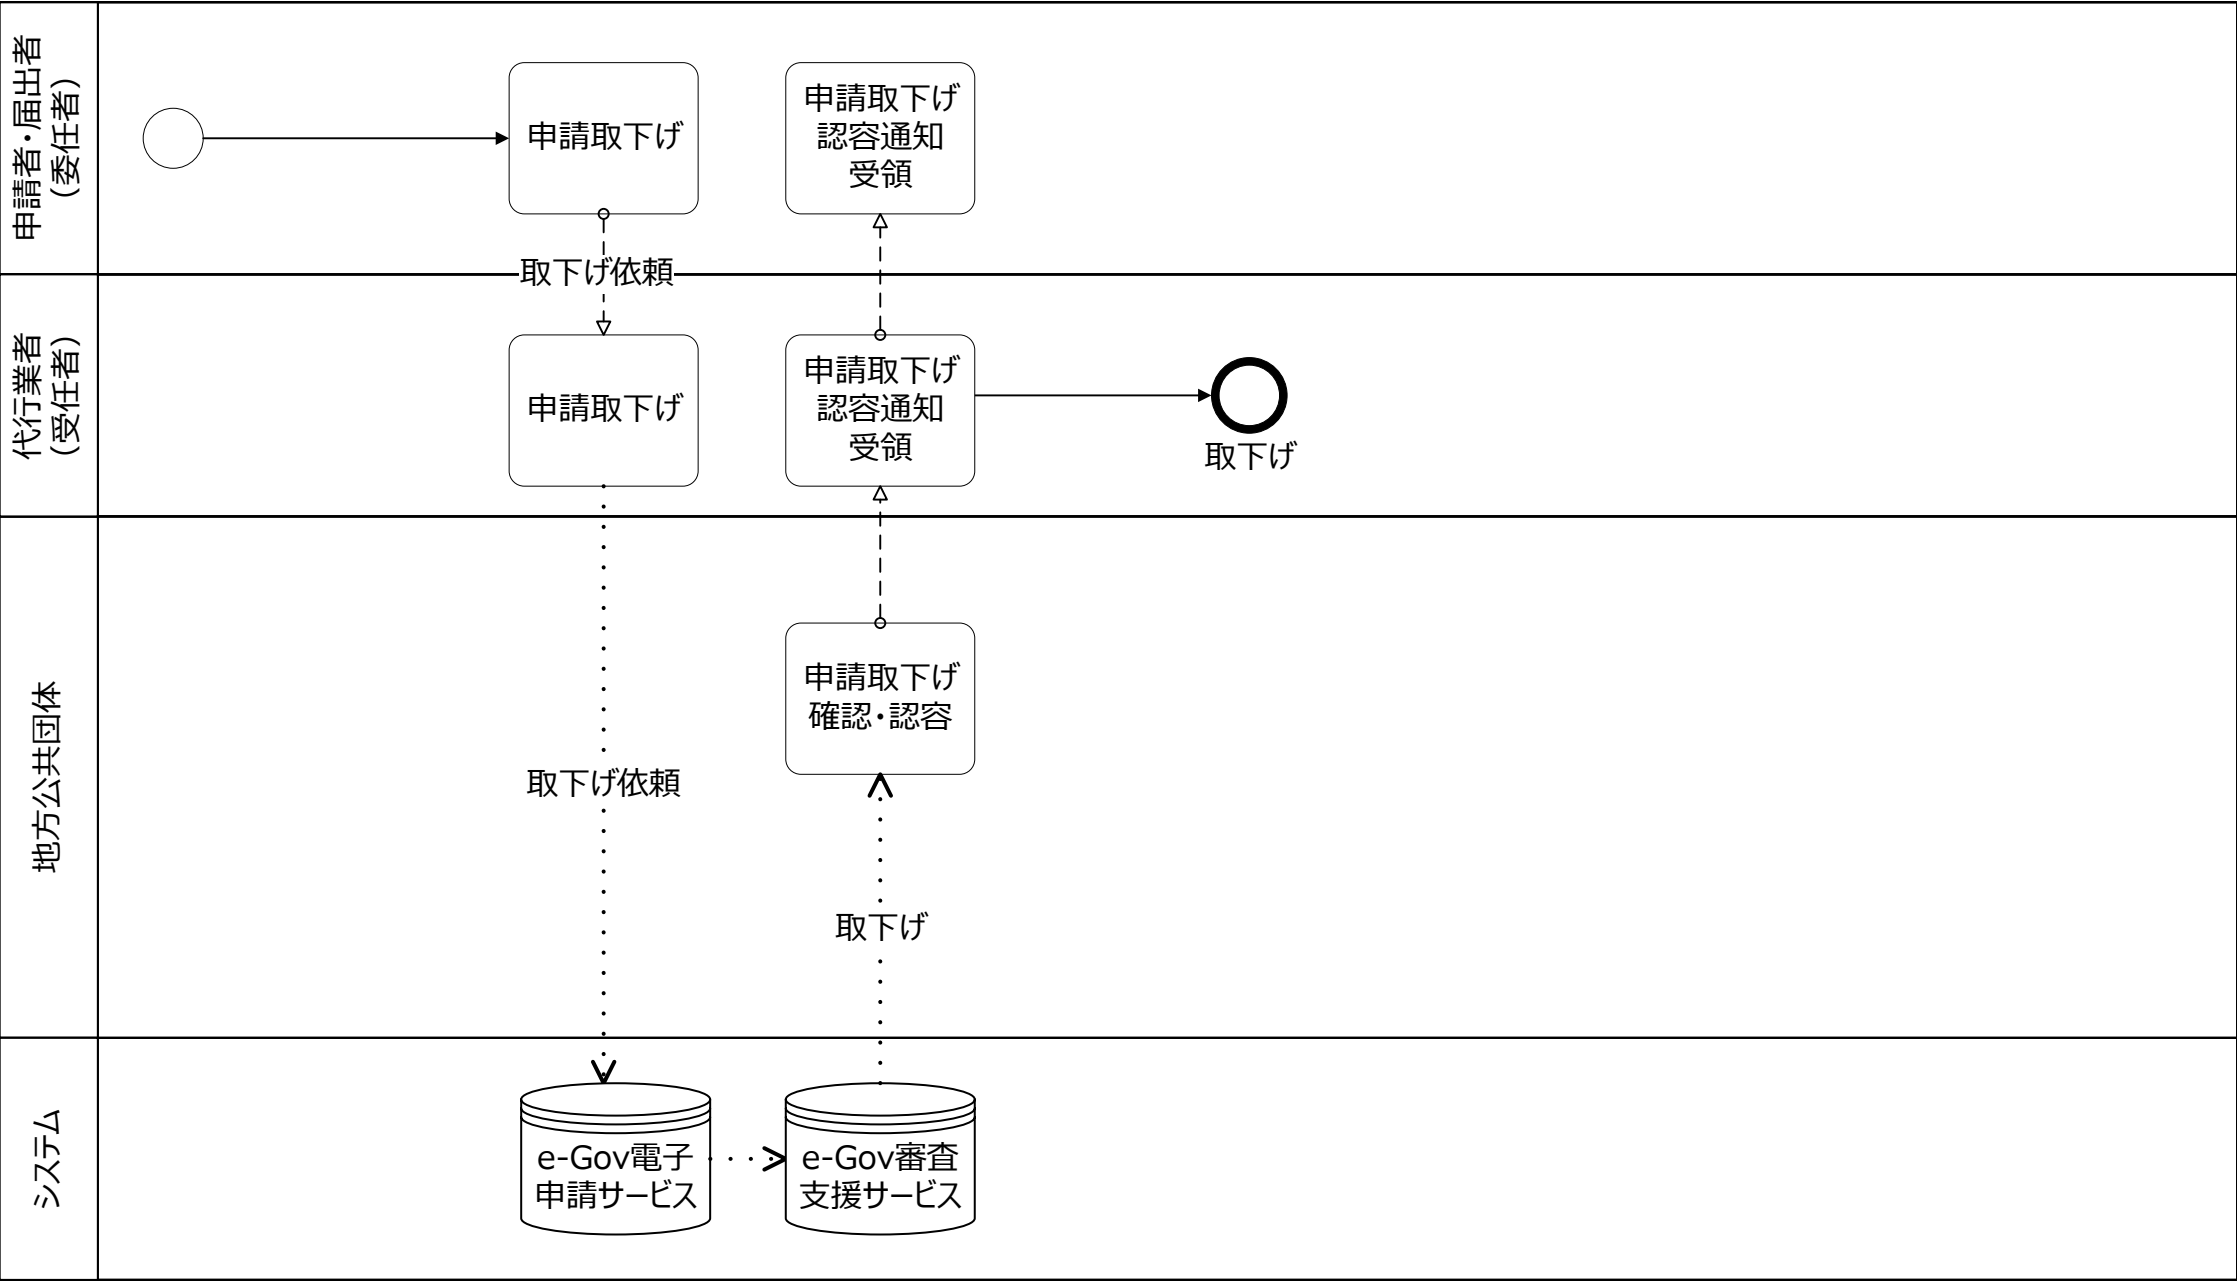 申請者・届出者
（委任者）
申請取下げ
申請取下げ
認容通知
受領
取下げ依頼
代行業者
（受任者）
申請取下げ
申請取下げ
認容通知
受領
取下げ
地方公共団体
申請取下げ
確認・認容
取下げ依頼
取下げ
システム
e-Gov電子
申請サービス
e-Gov審査
支援サービス